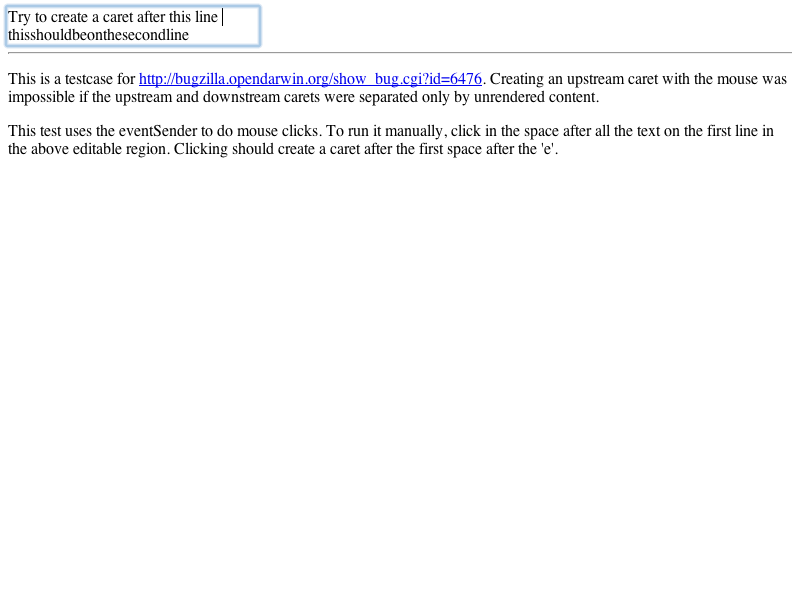 Try to create a caret after this line
thisshouldbeonthesecondline
This is a testcase for http://bugzilla.opendarwin.org/show_bug.cgi?id=6476. Creating an upstream caret with the mouse was
impossible if the upstream and downstream carets were separated only by unrendered content.
This test uses the eventSender to do mouse clicks. To run it manually, click in the space after all the text on the first line in
the above editable region. Clicking should create a caret after the first space after the 'e'.